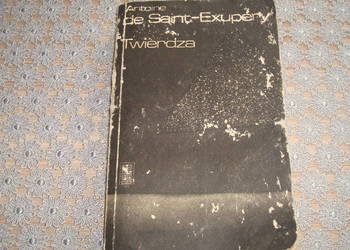 Antoine
de Saint-Exupéry
Twierdza